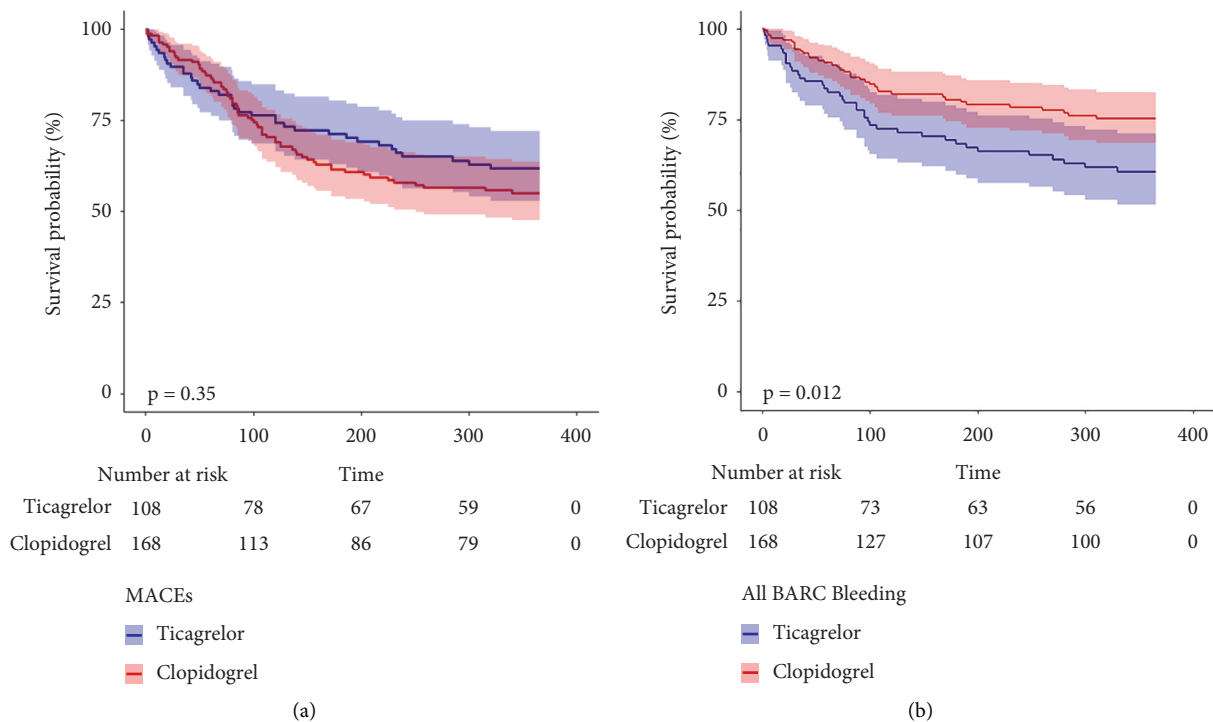 100
75
50
25
0
Survival probability (%)
p = 0.35
0 100 200 300 400
Number at risk Time
Ticagrelor 108 78 67 59 0
Clopidogrel 168 113 86 79 0
MACEs
Ticagrelor
Clopidogrel
(a)
100
75
50
25
0
Survival probability (%)
p = 0.012
0 100 200 300 400
Number at risk Time
Ticagrelor 108 73 63 56 0
Clopidogrel 168 127 107 100 0
All BARC Bleeding
Ticagrelor
Clopidogrel
(b)